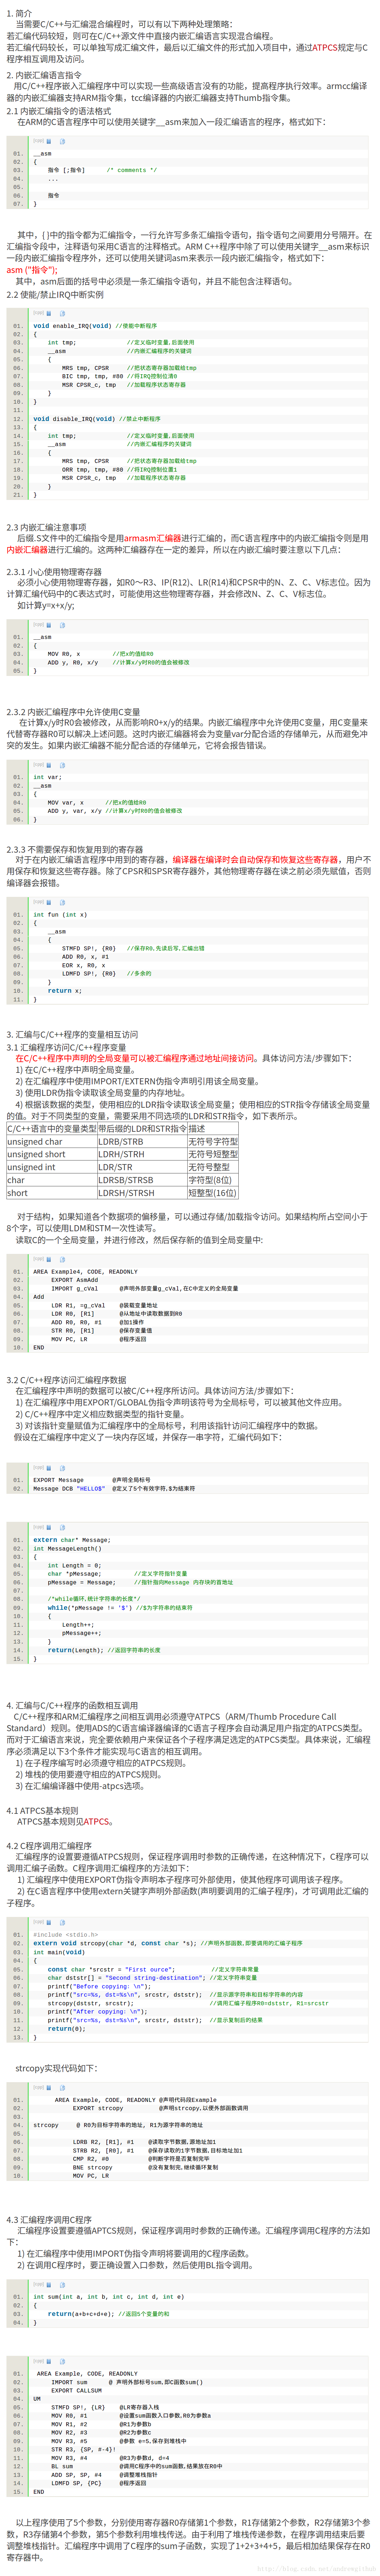 1. 简介
当需要C/C++与汇编混合编程时，可以有以下两种处理策略：
若汇编代码较短，则可在C/C++源文件中直接内嵌汇编语言实现混合编程。
若汇编代码较长，可以单独写成汇编文件，最后以汇编文件的形式加入项目中，通过ATPCS规定与C
程序相互调用及访问。
2. 内嵌汇编语言指令
用C/C++程序嵌入汇编程序中可以实现一些高级语言没有的功能，提高程序执行效率。armcc编译
器的内嵌汇编器支持ARM指令集，tcc编译器的内嵌汇编器支持Thumb指令集。
2.1 内嵌汇编指令的语法格式
在ARM的C语言程序中可以使用关键字__asm来加入一段汇编语言的程序，格式如下：
01. __asm
02. {
03. 指令 [;指令] /* comments */
04. ...
05.
06. 指令
07. }
其中，{ }中的指令都为汇编指令，一行允许写多条汇编指令语句，指令语句之间要用分号隔开。在
汇编指令段中，注释语句采用C语言的注释格式。ARM C++程序中除了可以使用关键字__asm来标识
一段内嵌汇编指令程序外，还可以使用关键词asm来表示一段内嵌汇编指令，格式如下：
asm ("指令");
其中，asm后面的括号中必须是一条汇编指令语句，并且不能包含注释语句。
2.2 使能/禁止IRQ中断实例
01. void enable_IRQ(void) //使能中断程序
02. {
03. int tmp; //定义临时变量,后面使用
04. __asm //内嵌汇编程序的关键词
05. {
06. MRS tmp, CPSR //把状态寄存器加载给tmp
07. BIC tmp, tmp, #80 //将IRQ控制位清0
08. MSR CPSR_c, tmp //加载程序状态寄存器
09. }
10. }
11.
12. void disable_IRQ(void) //禁止中断程序
13. {
14. int tmp; //定义临时变量,后面使用
15. __asm //内嵌汇编程序的关键词
16. {
17. MRS tmp, CPSR //把状态寄存器加载给tmp
18. ORR tmp, tmp, #80 //将IRQ控制位置1
19. MSR CPSR_c, tmp //加载程序状态寄存器
20. }
21. }
2.3 内嵌汇编注意事项
后缀.S文件中的汇编指令是用armasm汇编器进行汇编的，而C语言程序中的内嵌汇编指令则是用
内嵌汇编器进行汇编的。这两种汇编器存在一定的差异，所以在内嵌汇编时要注意以下几点：
2.3.1 小心使用物理寄存器
必须小心使用物理寄存器，如R0～R3、IP(R12)、LR(R14)和CPSR中的N、Z、C、V标志位。因为
计算汇编代码中的C表达式时，可能使用这些物理寄存器，并会修改N、Z、C、V标志位。
如计算y=x+x/y;
01. __asm
02. {
03. MOV R0, x //把x的值给R0
04. ADD y, R0, x/y //计算x/y时R0的值会被修改
05. }
2.3.2 内嵌汇编程序中允许使用C变量
在计算x/y时R0会被修改，从而影响R0+x/y的结果。内嵌汇编程序中允许使用C变量，用C变量来
代替寄存器R0可以解决上述问题。这时内嵌汇编器将会为变量var分配合适的存储单元，从而避免冲
突的发生。如果内嵌汇编器不能分配合适的存储单元，它将会报告错误。
01. int var;
02. __asm
03. {
04. MOV var, x //把x的值给R0
05. ADD y, var, x/y //计算x/y时R0的值会被修改
06. }
2.3.3 不需要保存和恢复用到的寄存器
对于在内嵌汇编语言程序中用到的寄存器，编译器在编译时会自动保存和恢复这些寄存器，用户不
用保存和恢复这些寄存器。除了CPSR和SPSR寄存器外，其他物理寄存器在读之前必须先赋值，否则
编译器会报错。
01. int fun (int x)
02. {
03. __asm
04. {
05. STMFD SP!, {R0} //保存R0,先读后写,汇编出错
06. ADD R0, x, #1
07. EOR x, R0, x
08. LDMFD SP!, {R0} //多余的
09. }
10. return x;
11. }
3. 汇编与C/C++程序的变量相互访问
3.1 汇编程序访问C/C++程序变量
在C/C++程序中声明的全局变量可以被汇编程序通过地址间接访问。具体访问方法/步骤如下：
1) 在C/C++程序中声明全局变量。
2) 在汇编程序中使用IMPORT/EXTERN伪指令声明引用该全局变量。
3) 使用LDR伪指令读取该全局变量的内存地址。
4) 根据该数据的类型，使用相应的LDR指令读取该全局变量；使用相应的STR指令存储该全局变量
的值。对于不同类型的变量，需要采用不同选项的LDR和STR指令，如下表所示。
C/C++语言中的变量类型 带后缀的LDR和STR指令 描述
unsigned char LDRB/STRB 无符号字符型
unsigned short LDRH/STRH 无符号短整型
unsigned int LDR/STR 无符号整型
char LDRSB/STRSB 字符型(8位)
short LDRSH/STRSH 短整型(16位)
对于结构，如果知道各个数据项的偏移量，可以通过存储/加载指令访问。如果结构所占空间小于
8个字，可以使用LDM和STM一次性读写。
读取C的一个全局变量，并进行修改，然后保存新的值到全局变量中：
01. AREA Example4, CODE, READONLY
02. EXPORT AsmAdd
03. IMPORT g_cVal @声明外部变量g_cVal,在C中定义的全局变量
04. Add
05. LDR R1, =g_cVal @装载变量地址
06. LDR R0, [R1] @从地址中读取数据到R0
07. ADD R0, R0, #1 @加1操作
08. STR R0, [R1] @保存变量值
09. MOV PC, LR @程序返回
10. END
3.2 C/C++程序访问汇编程序数据
在汇编程序中声明的数据可以被C/C++程序所访问。具体访问方法/步骤如下：
1) 在汇编程序中用EXPORT/GLOBAL伪指令声明该符号为全局标号，可以被其他文件应用。
2) C/C++程序中定义相应数据类型的指针变量。
3) 对该指针变量赋值为汇编程序中的全局标号，利用该指针访问汇编程序中的数据。
假设在汇编程序中定义了一块内存区域，并保存一串字符，汇编代码如下：
01. EXPORT Message @声明全局标号
02. Message DCB "HELLO$" @定义了5个有效字符,$为结束符
01. extern char* Message;
02. int MessageLength()
03. {
04. int Length = 0;
05. char *pMessage; //定义字符指针变量
06. pMessage = Message; //指针指向Message 内存块的首地址
07.
08. /*while循环,统计字符串的长度*/
09. while(*pMessage != '$') //$为字符串的结束符
10. {
11. Length++;
12. pMessage++;
13. }
14. return(Length); //返回字符串的长度
15. }
4. 汇编与C/C++程序的函数相互调用
C/C++程序和ARM汇编程序之间相互调用必须遵守ATPCS（ARM/Thumb Procedure Call
Standard）规则。使用ADS的C语言编译器编译的C语言子程序会自动满足用户指定的ATPCS类型。
而对于汇编语言来说，完全要依赖用户来保证各个子程序满足选定的ATPCS类型。具体来说，汇编程
序必须满足以下3个条件才能实现与C语言的相互调用。
1) 在子程序编写时必须遵守相应的ATPCS规则。
2) 堆栈的使用要遵守相应的ATPCS规则。
3) 在汇编编译器中使用-atpcs选项。
4.1 ATPCS基本规则
ATPCS基本规则见ATPCS。
4.2 C程序调用汇编程序
汇编程序的设置要遵循ATPCS规则，保证程序调用时参数的正确传递，在这种情况下，C程序可以
调用汇编子函数。C程序调用汇编程序的方法如下：
1) 汇编程序中使用EXPORT伪指令声明本子程序可外部使用，使其他程序可调用该子程序。
2) 在C语言程序中使用extern关键字声明外部函数(声明要调用的汇编子程序)，才可调用此汇编的
子程序。
01. #include <stdio.h>
02. extern void strcopy(char *d, const char *s); //声明外部函数,即要调用的汇编子程序
03. int main(void)
04. {
05. const char *srcstr = "First ource"; //定义字符串常量
06. char dststr[] = "Second string-destination"; //定义字符串变量
07. printf("Before copying: \n");
08. printf("src=%s, dst=%s\n", srcstr, dststr); //显示源字符串和目标字符串的内容
09. strcopy(dststr, srcstr); //调用汇编子程序R0=dststr, R1=srcstr
10. printf("After copying: \n");
11. printf("src=%s, dst=%s\n", srcstr, dststr); //显示复制后的结果
12. return(0);
13. }
strcopy实现代码如下：
01. AREA Example, CODE, READONLY @声明代码段Example
02. EXPORT strcopy @声明strcopy,以便外部函数调用
03.
04. strcopy @ R0为目标字符串的地址, R1为源字符串的地址
05.
06. LDRB R2, [R1], #1 @读取字节数据,源地址加1
07. STRB R2, [R0], #1 @保存读取的1字节数据,目标地址加1
08. CMP R2, #0 @判断字符是否复制完毕
09. BNE strcopy @没有复制完,继续循环复制
10. MOV PC, LR
4.3 汇编程序调用C程序
汇编程序设置要遵循APTCS规则，保证程序调用时参数的正确传递。汇编程序调用C程序的方法如
下：
1) 在汇编程序中使用IMPORT伪指令声明将要调用的C程序函数。
2) 在调用C程序时，要正确设置入口参数，然后使用BL指令调用。
01. int sum(int a, int b, int c, int d, int e)
02. {
03. return(a+b+c+d+e); //返回5个变量的和
04. }
01. AREA Example, CODE, READONLY
02. IMPORT sum @ 声明外部标号sum,即C函数sum()
03. EXPORT CALLSUM
04. UM
05. STMFD SP!, {LR} @LR寄存器入栈
06. MOV R0, #1 @设置sum函数入口参数,R0为参数a
07. MOV R1, #2 @R1为参数b
08. MOV R2, #3 @R2为参数c
09. MOV R3, #5 @参数 e=5,保存到堆栈中
10. STR R3, {SP, #-4}!
11. MOV R3, #4 @R3为参数d, d=4
12. BL sum @调用C程序中的sum函数,结果放在R0中
13. ADD SP, SP, #4 @调整堆栈指针
14. LDMFD SP, {PC} @程序返回
15. END
以上程序使用了5个参数，分别使用寄存器R0存储第1个参数，R1存储第2个参数，R2存储第3个参
数，R3存储第4个参数，第5个参数利用堆栈传送。由于利用了堆栈传递参数，在程序调用结束后要
调整堆栈指针。汇编程序中调用了C程序的sum子函数，实现了1+2+3+4+5，最后相加结果保存在R0
寄存器中。